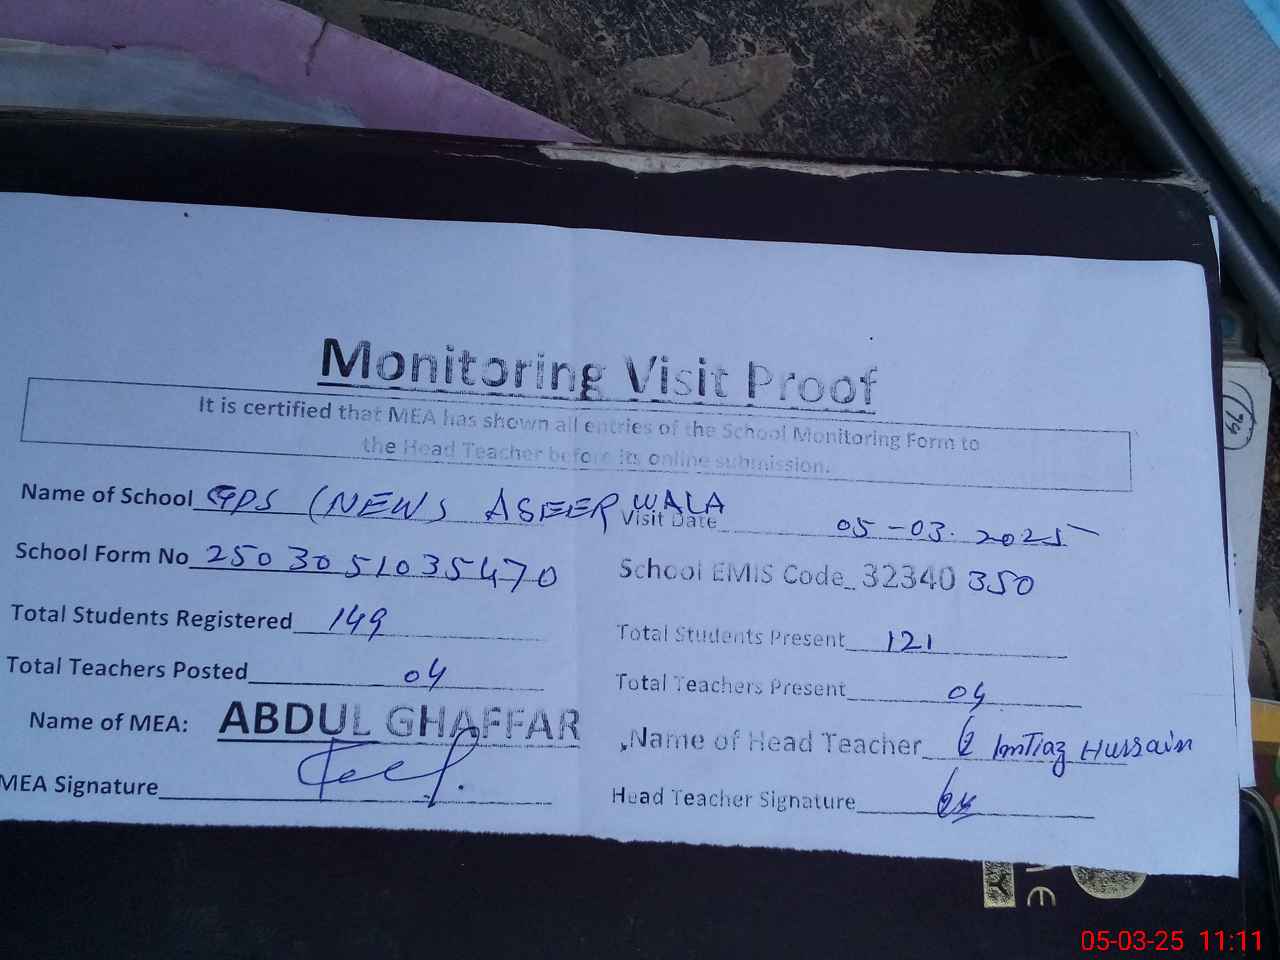 Monitoring Visit Proof
It is certified that MEA has shown all entries of the School Monitoring Form to
the Head Teacher before its online submission.
Name of School GPS (NEW) ASEER WALA Visit Date 05-03.2025
School Form No 2503051035470 School EMIS Code 32340350
Total Students Registered 149 Total Students Present 121
Total Teachers Posted 04 Total Teachers Present 04
Name of MEA: ABDUL GHAFFAR Name of Head Teacher Imtiaz Hussain
MEA Signature Head Teacher Signature
05-03-25 11:11